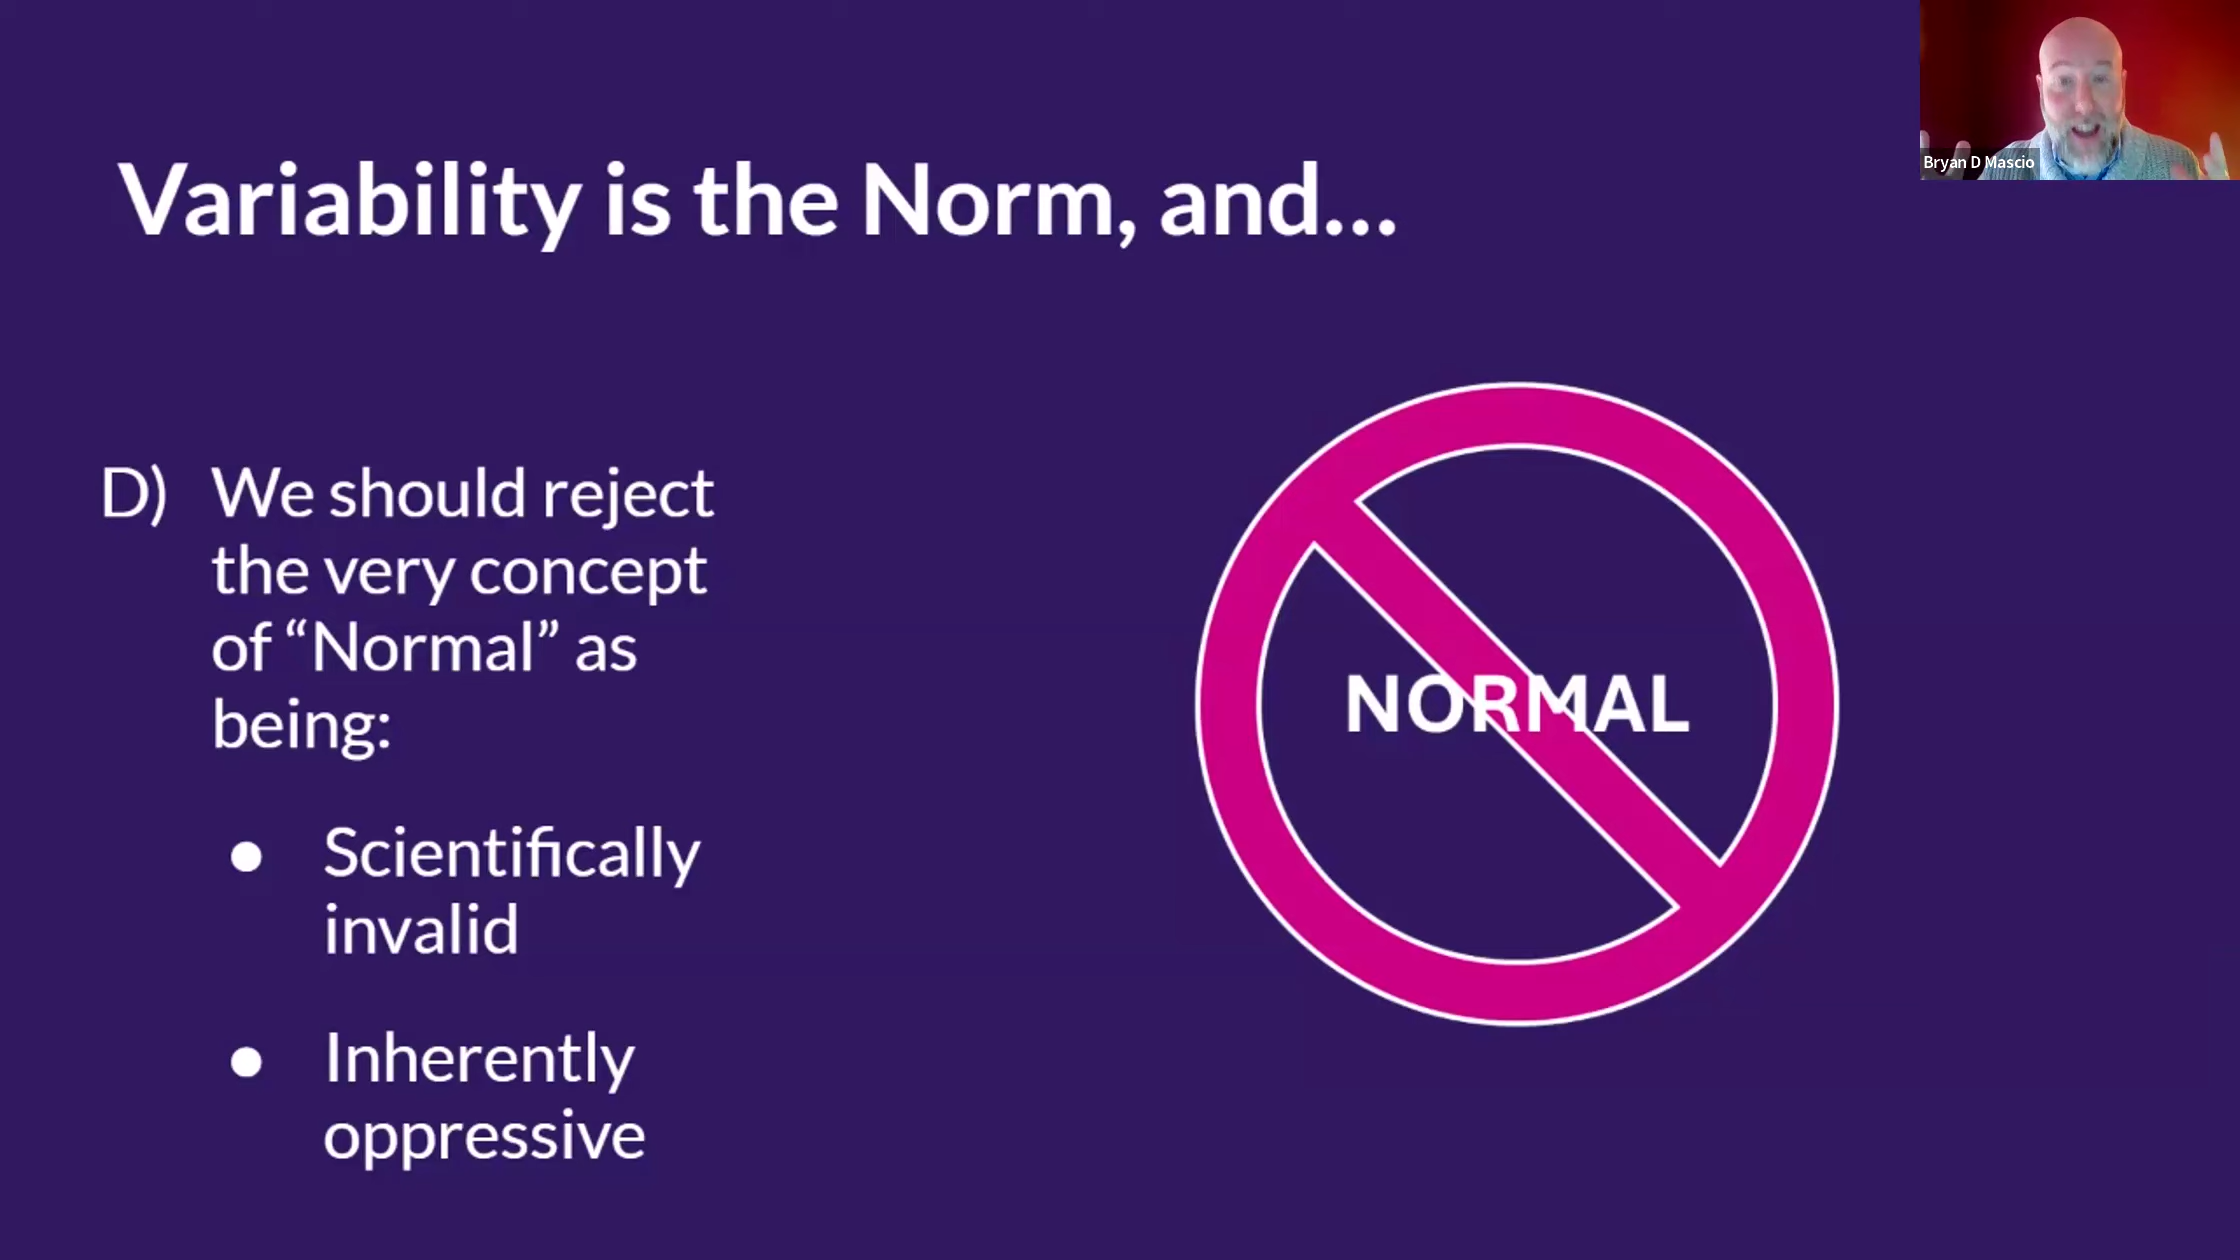 Variability is the Norm, and...
Bryan D Mascio
D) We should reject
the very concept
of “Normal” as
being:
● Scientifically
invalid
● Inherently
oppressive
NORMAL